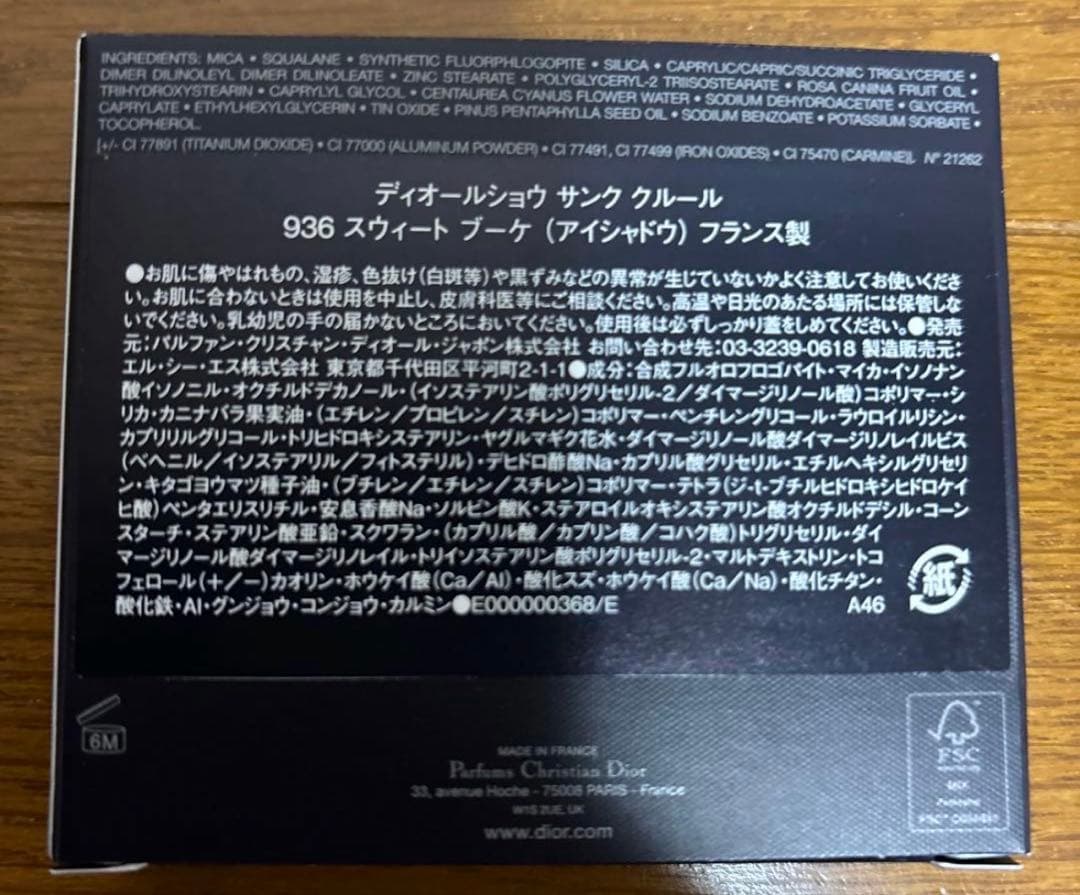 INGREDIENTS: MICA • SQUALANE • SYNTHETIC FLUORPHLOGOPITE • SILICA • CAPRYLIC/CAPRIC/SUCCINIC TRIGLYCERIDE •
DIMER DILINOLEYL DIMER DILINOLEATE • ZINC STEARATE • POLYGLYCERYL-2 TRIISOSTEARATE • ROSA CANINA FRUIT OIL •
TRIHYDROXYSTEARIN • CAPRYLYL GLYCOL • CENTAUREA CYANUS FLOWER WATER • SODIUM DEHYDROACETATE • GLYCERYL
CAPRYLATE • ETHYLHEXYLGLYCERIN • TIN OXIDE • PINUS PENTAPHYLLA SEED OIL • SODIUM BENZOATE • POTASSIUM SORBATE •
TOCOPHEROL.
[+/- CI 77891 (TITANIUM DIOXIDE) • CI 77000 (ALUMINUM POWDER) • CI 77491, CI 77499 (IRON OXIDES) • CI 75470 (CARMINE)]. N° 21262
ディオールショウ サンク クルール
936 スウィート ブーケ (アイシャドウ) フランス製
●お肌に傷やはれもの、湿疹、色抜け(白斑等)や黒ずみなどの異常が生じていないかよく注意してお使いくださ
い。お肌に合わないときは使用を中止し、皮膚科医等にご相談ください。高温や日光のあたる場所には保管しな
いでください。乳幼児の手の届かないところにおいてください。使用後は必ずしっかり蓋をしめてください。●発売
元:パルファン・クリスチャン・ディオール・ジャポン株式会社 お問い合わせ先:03-3239-0618 製造販売元:
エル・シー・エス株式会社 東京都千代田区平河町2-1-1●成分:合成フルオロフロゴパイト・マイカ・イソノナン
酸イソノニル・オクチルドデカノール・(イソステアリン酸ポリグリセリル-2/ダイマージリノール酸)コポリマー・シ
リカ・カニナバラ果実油・(エチレン/プロピレン/スチレン)コポリマー・ペンチレングリコール・ラウロイルリシン・
カプリリルグリコール・トリヒドロキシステアリン・ヤグルマギク花水・ダイマージリノール酸ダイマージリノレイルビス
(ベヘニル/イソステアリル/フィトステリル)・デヒドロ酢酸Na・カプリル酸グリセリル・エチルヘキシルグリセリ
ン・キタゴヨウマツ種子油・(ブチレン/エチレン/スチレン)コポリマー・テトラ(ジ-t-ブチルヒドロキシヒドロケイ
ヒ酸)ペンタエリスリチル・安息香酸Na・ソルビン酸K・ステアロイルオキシステアリン酸オクチルドデシル・コーン
スターチ・ステアリン酸亜鉛・スクワラン・(カプリル酸/カプリン酸/コハク酸)トリグリセリル・ダイ
マージリノール酸ダイマージリノレイル・トリイソステアリン酸ポリグリセリル-2・マルトデキストリン・トコ
フェロール(+/-)カオリン・ホウケイ酸(Ca/Al)・酸化スズ・ホウケイ酸(Ca/Na)・酸化チタン・
酸化鉄・Al・グンジョウ・コンジョウ・カルミン●E000000368/E
A46
紙
6M
MADE IN FRANCE
Parfums Christian Dior
33, avenue Hoche - 75008 PARIS - France
W1S 2UE, UK
www.dior.com
FSC
MIX
Packaging